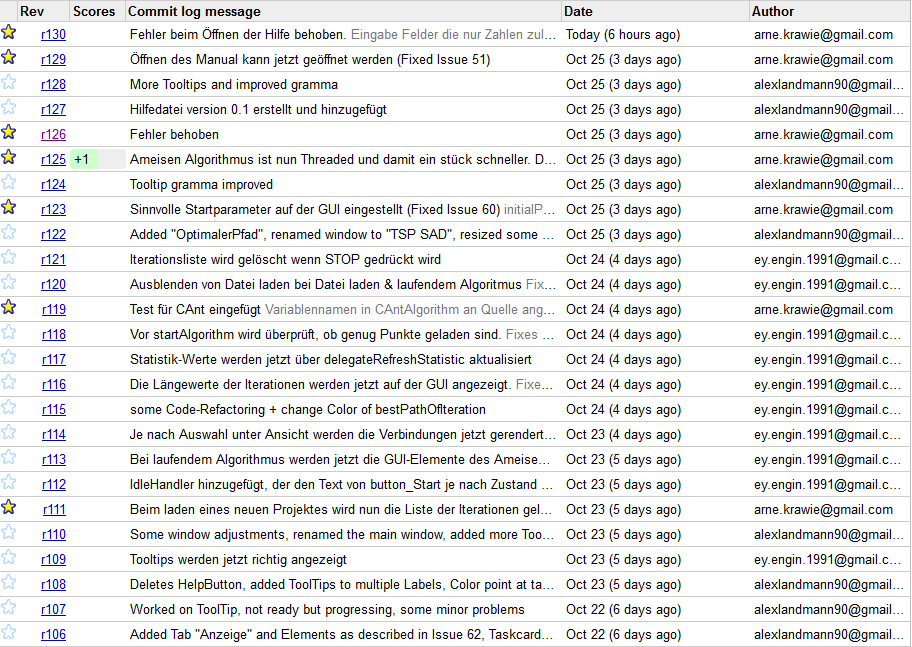 Rev Scores Commit log message Date Author
r130 Fehler beim Öffnen der Hilfe behoben. Eingabe Felder die nur Zahlen zul... Today (6 hours ago) arne.krawie@gmail.com
r129 Öffnen des Manual kann jetzt geöffnet werden (Fixed Issue 51) Oct 25 (3 days ago) arne.krawie@gmail.com
r128 More Tooltips and improved gramma Oct 25 (3 days ago) alexlandmann90@gmail...
r127 Hilfedatei version 0.1 erstellt und hinzugefügt Oct 25 (3 days ago) alexlandmann90@gmail...
r126 Fehler behoben Oct 25 (3 days ago) arne.krawie@gmail.com
r125 +1 Ameisen Algorithmus ist nun Threaded und damit ein stück schneller. D... Oct 25 (3 days ago) arne.krawie@gmail.com
r124 Tooltip gramma improved Oct 25 (3 days ago) alexlandmann90@gmail...
r123 Sinnvolle Startparameter auf der GUI eingestellt (Fixed Issue 60) initialP... Oct 25 (3 days ago) arne.krawie@gmail.com
r122 Added "OptimalerPfad", renamed window to "TSP SAD", resized some ... Oct 25 (3 days ago) alexlandmann90@gmail...
r121 Iterationsliste wird gelöscht wenn STOP gedrückt wird Oct 24 (4 days ago) ey.engin.1991@gmail.c...
r120 Ausblenden von Datei laden bei Datei laden & laufendem Algoritmus Fix... Oct 24 (4 days ago) ey.engin.1991@gmail.c...
r119 Test für CAnt eingefügt Variablennamen in CAntAlgorithm an Quelle ang... Oct 24 (4 days ago) arne.krawie@gmail.com
r118 Vor startAlgorithm wird überprüft, ob genug Punkte geladen sind. Fixes ... Oct 24 (4 days ago) ey.engin.1991@gmail.c...
r117 Statistik-Werte werden jetzt über delegateRefreshStatistic aktualisiert Oct 24 (4 days ago) ey.engin.1991@gmail.c...
r116 Die Längewerte der Iterationen werden jetzt auf der GUI angezeigt. Fixe... Oct 24 (4 days ago) ey.engin.1991@gmail.c...
r115 some Code-Refactoring + change Color of bestPathOfIteration Oct 24 (4 days ago) ey.engin.1991@gmail.c...
r114 Je nach Auswahl unter Ansicht werden die Verbindungen jetzt gerendert... Oct 23 (4 days ago) ey.engin.1991@gmail.c...
r113 Bei laufendem Algorithmus werden jetzt die GUI-Elemente des Ameise... Oct 23 (5 days ago) ey.engin.1991@gmail.c...
r112 IdleHandler hinzugefügt, der den Text von button_Start je nach Zustand ... Oct 23 (5 days ago) ey.engin.1991@gmail.c...
r111 Beim laden eines neuen Projektes wird nun die Liste der Iterationen gel... Oct 23 (5 days ago) arne.krawie@gmail.com
r110 Some window adjustments, renamed the main window, added more Too... Oct 23 (5 days ago) alexlandmann90@gmail...
r109 Tooltips werden jetzt richtig angezeigt Oct 23 (5 days ago) ey.engin.1991@gmail.c...
r108 Deletes HelpButton, added ToolTips to multiple Labels, Color point at ta... Oct 23 (5 days ago) alexlandmann90@gmail...
r107 Worked on ToolTip, not ready but progressing, some minor problems Oct 22 (6 days ago) alexlandmann90@gmail...
r106 Added Tab "Anzeige" and Elements as described in Issue 62, Taskcard... Oct 22 (6 days ago) alexlandmann90@gmail...